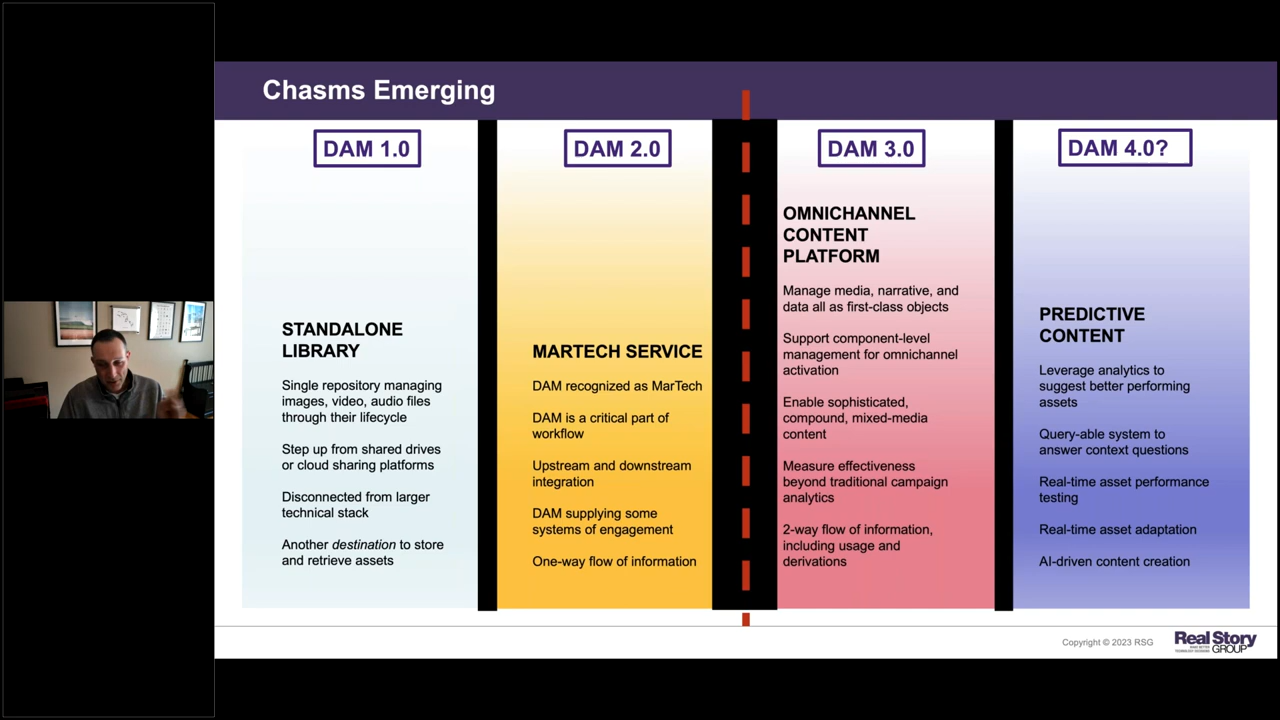 Chasms Emerging
DAM 1.0
STANDALONE
LIBRARY
Single repository managing
images, video, audio files
through their lifecycle
Step up from shared drives
or cloud sharing platforms
Disconnected from larger
technical stack
Another destination to store
and retrieve assets
DAM 2.0
MARTECH SERVICE
DAM recognized as MarTech
DAM is a critical part of
workflow
Upstream and downstream
integration
DAM supplying some
systems of engagement
One-way flow of information
DAM 3.0
OMNICHANNEL
CONTENT
PLATFORM
Manage media, narrative, and
data all as first-class objects
Support component-level
management for omnichannel
activation
Enable sophisticated,
compound, mixed-media
content
Measure effectiveness
beyond traditional campaign
analytics
2-way flow of information,
including usage and
derivations
DAM 4.0?
PREDICTIVE
CONTENT
Leverage analytics to
suggest better performing
assets
Query-able system to
answer context questions
Real-time asset performance
testing
Real-time asset adaptation
AI-driven content creation
Copyright © 2023 RSG
Real Story
GROUP